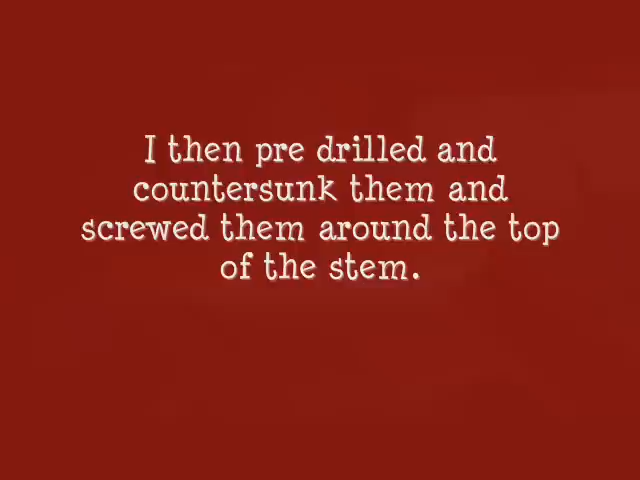 I then pre drilled and
countersunk them and
screwed them around the top
of the stem.